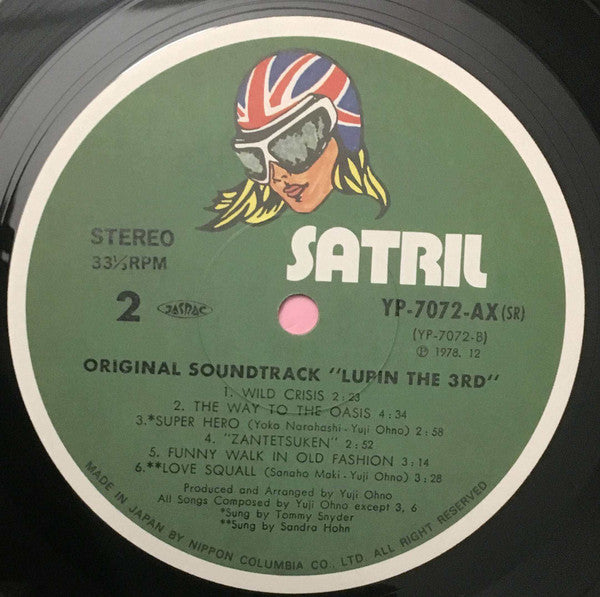 SATRIL
STEREO
33⅓RPM
2 JASRAC
YP-7072-AX(SR)
(YP-7072-B)
Ⓟ 1978. 12
ORIGINAL SOUNDTRACK "LUPIN THE 3RD"
1. WILD CRISIS 2:23
2. THE WAY TO THE OASIS 4:34
3.*SUPER HERO (Yoko Narahashi-Yuji Ohno) 2:58
4. "ZANTETSUKEN" 2:52
5. FUNNY WALK IN OLD FASHION 3:14
6.**LOVE SQUALL (Sanaho Maki-Yuji Ohno) 3:28
Produced and Arranged by Yuji Ohno
All Songs Composed by Yuji Ohno except 3, 6
*Sung by Tommy Snyder
**Sung by Sandra Hohn
MADE IN JAPAN BY NIPPON COLUMBIA CO., LTD. ALL RIGHT RESERVED